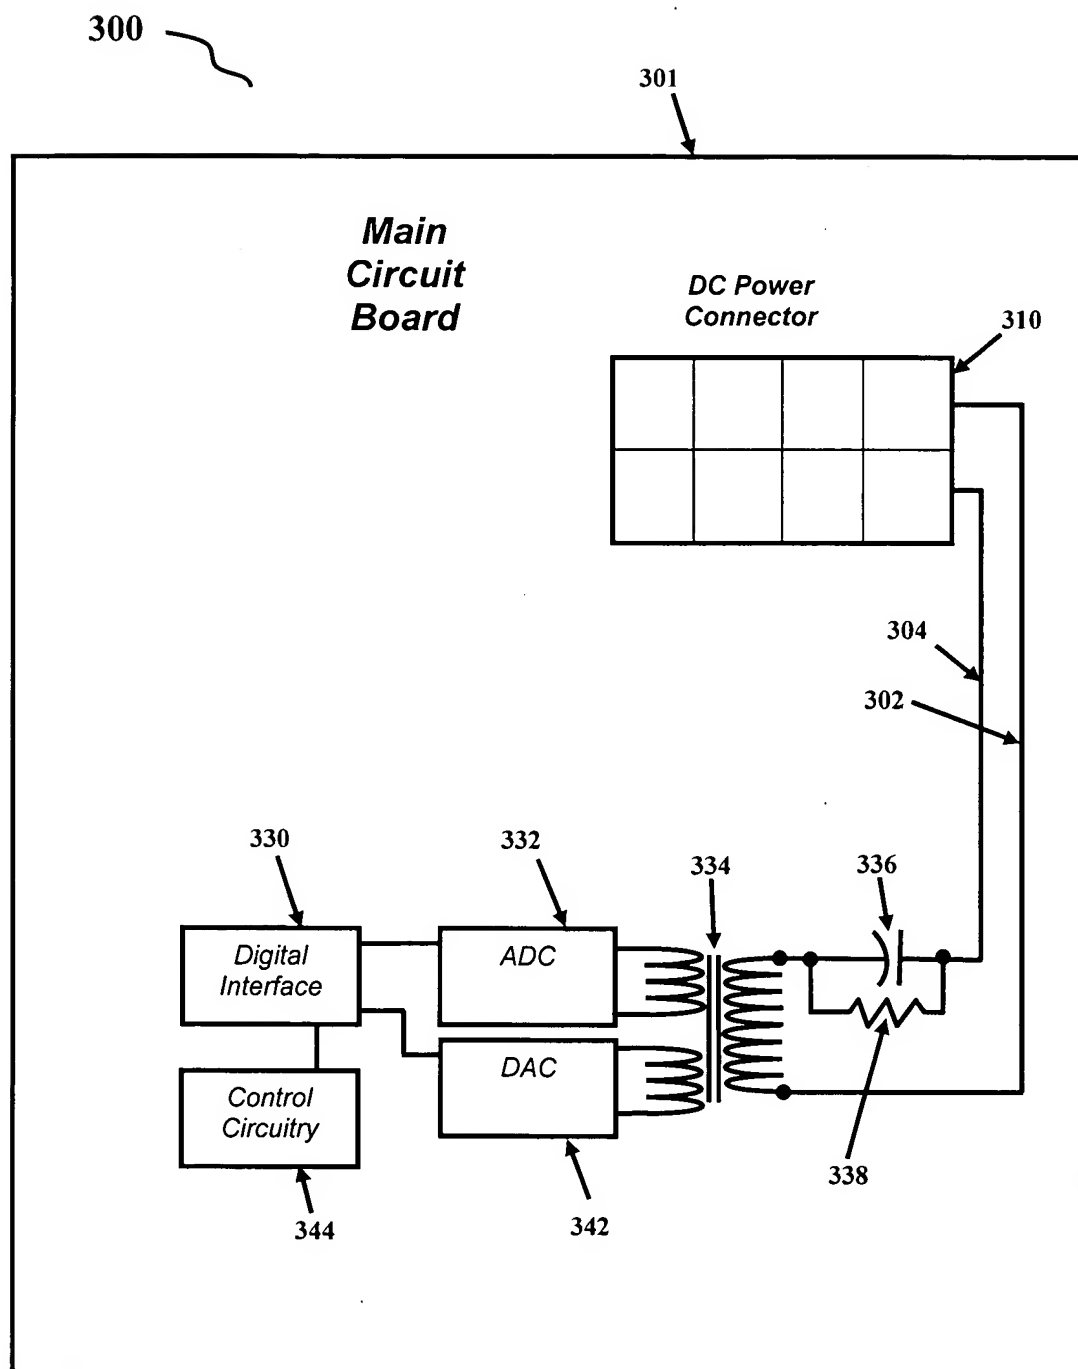 300
301
Main
Circuit
Board
DC Power
Connector
310
304
302
330
332
334
336
Digital
Interface
ADC
DAC
Control
Circuitry
338
344
342